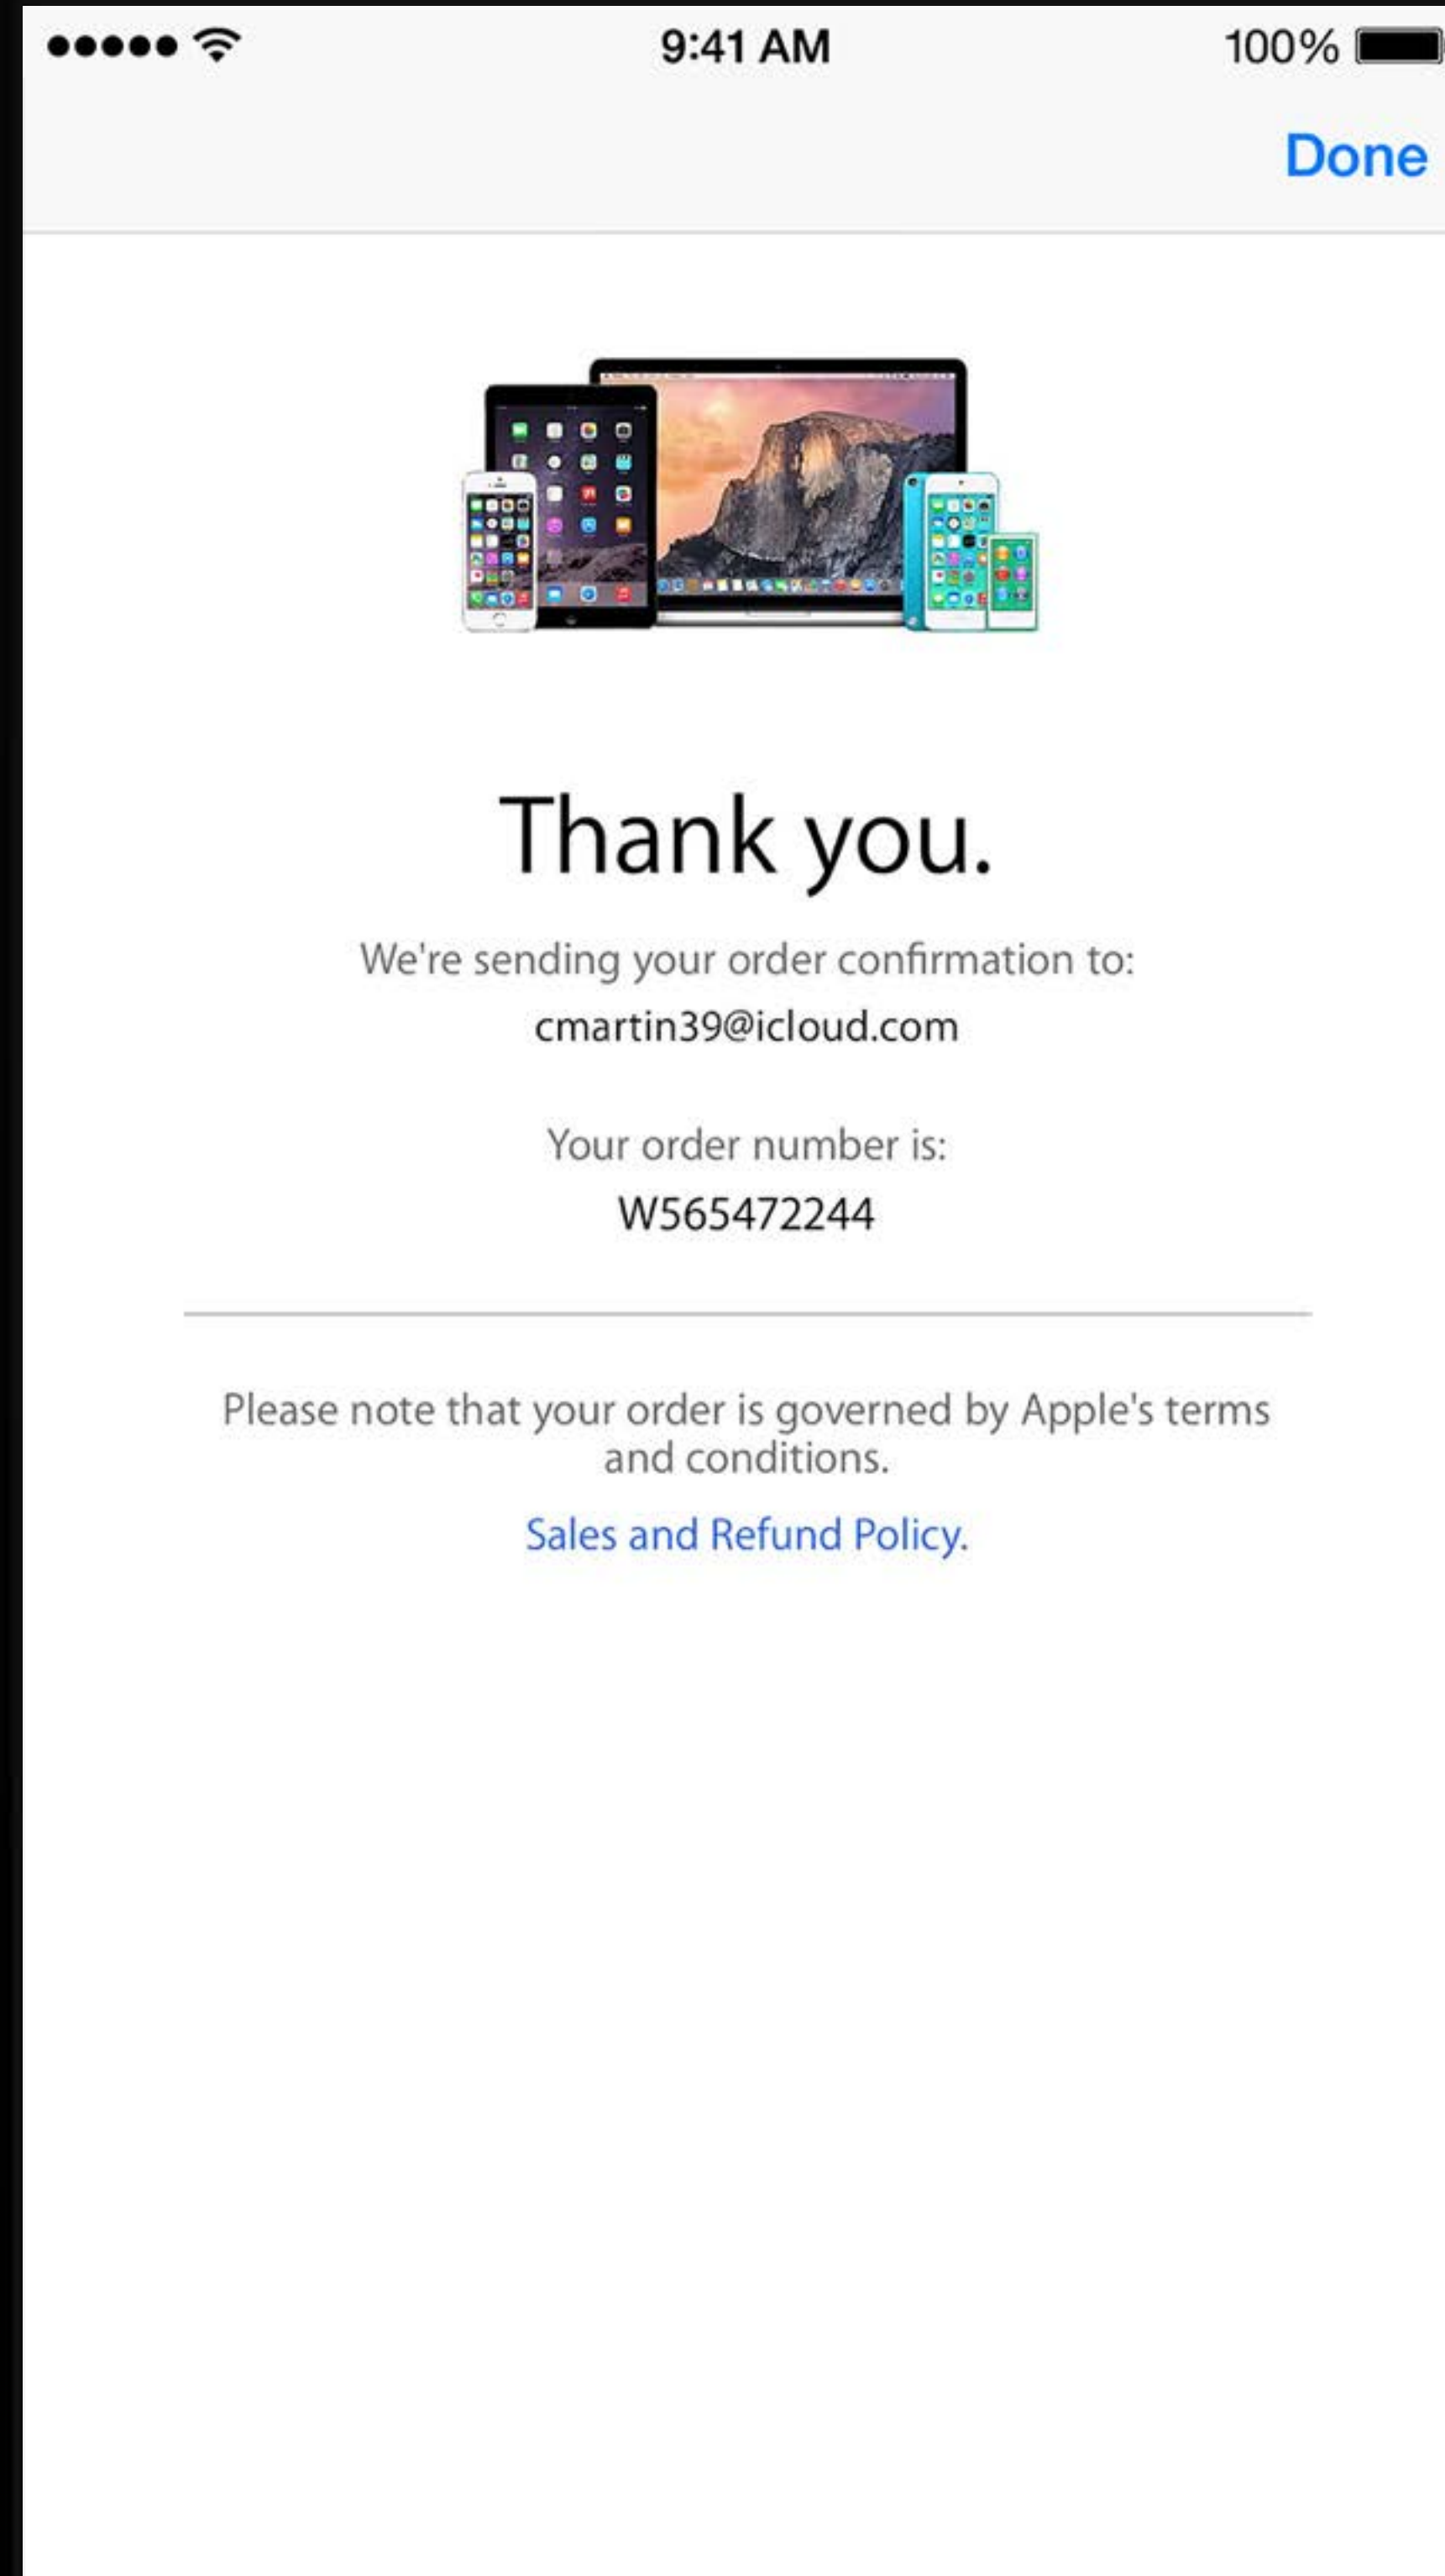 9:41 AM
100%
Done
Thank you.
We're sending your order confirmation to:
cmartin39@icloud.com
Your order number is:
W565472244
Please note that your order is governed by Apple's terms
and conditions.
Sales and Refund Policy.